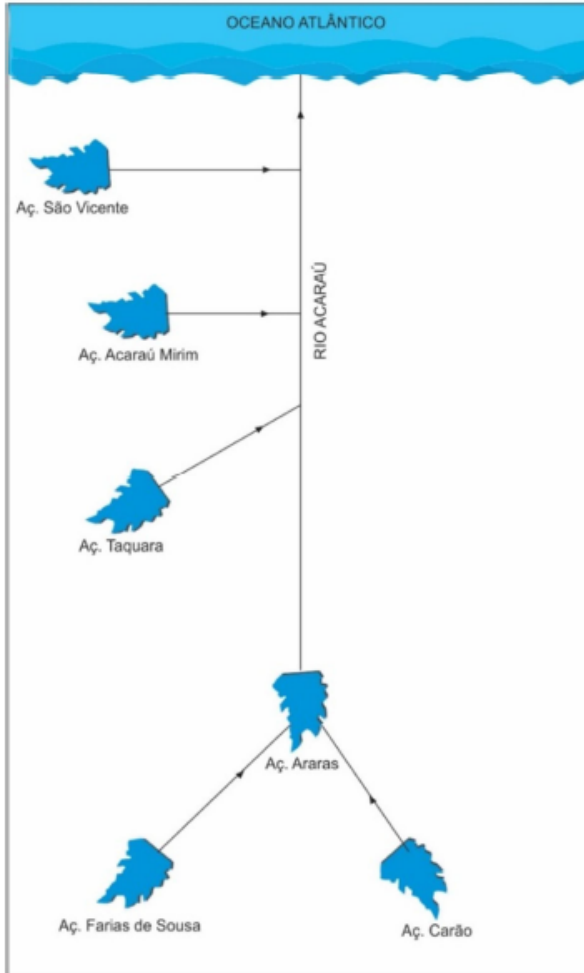 OCEANO ATLÂNTICO
Aç. São Vicente
RIO ACARAÚ
Aç. Acaraú Mirim
Aç. Taquara
Aç. Araras
Aç. Farias de Sousa
Aç. Carão